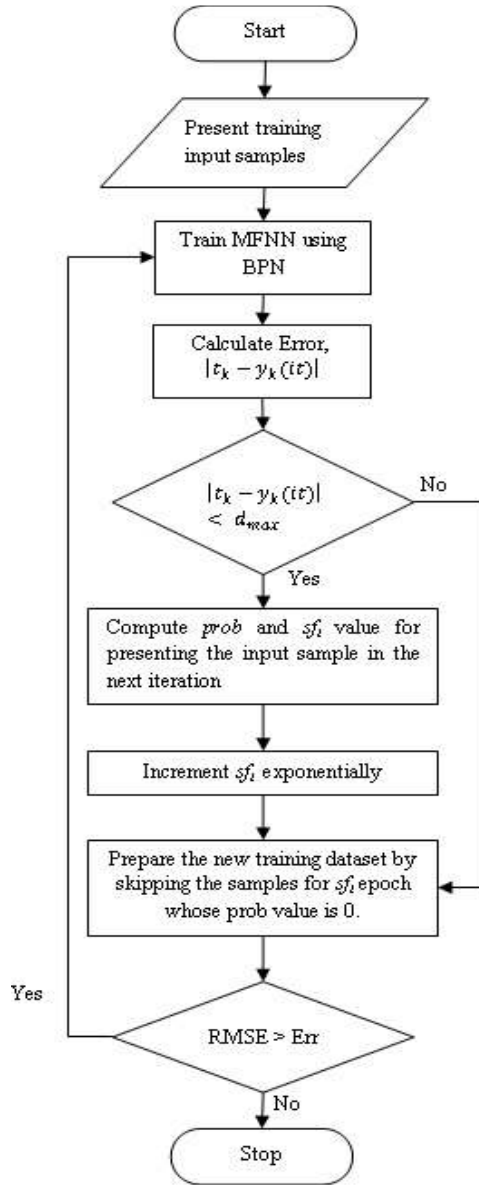 Start
Present training
input samples
Train MFNN using
BPN
Calculate Error,
|t_k − y_k(it)|
|t_k − y_k(it)|
< d_max
No
Yes
Compute prob and sf_i value for
presenting the input sample in the
next iteration
Increment sf_i exponentially
Prepare the new training dataset by
skipping the samples for sf_i epoch
whose prob value is 0.
Yes
RMSE > Err
No
Stop